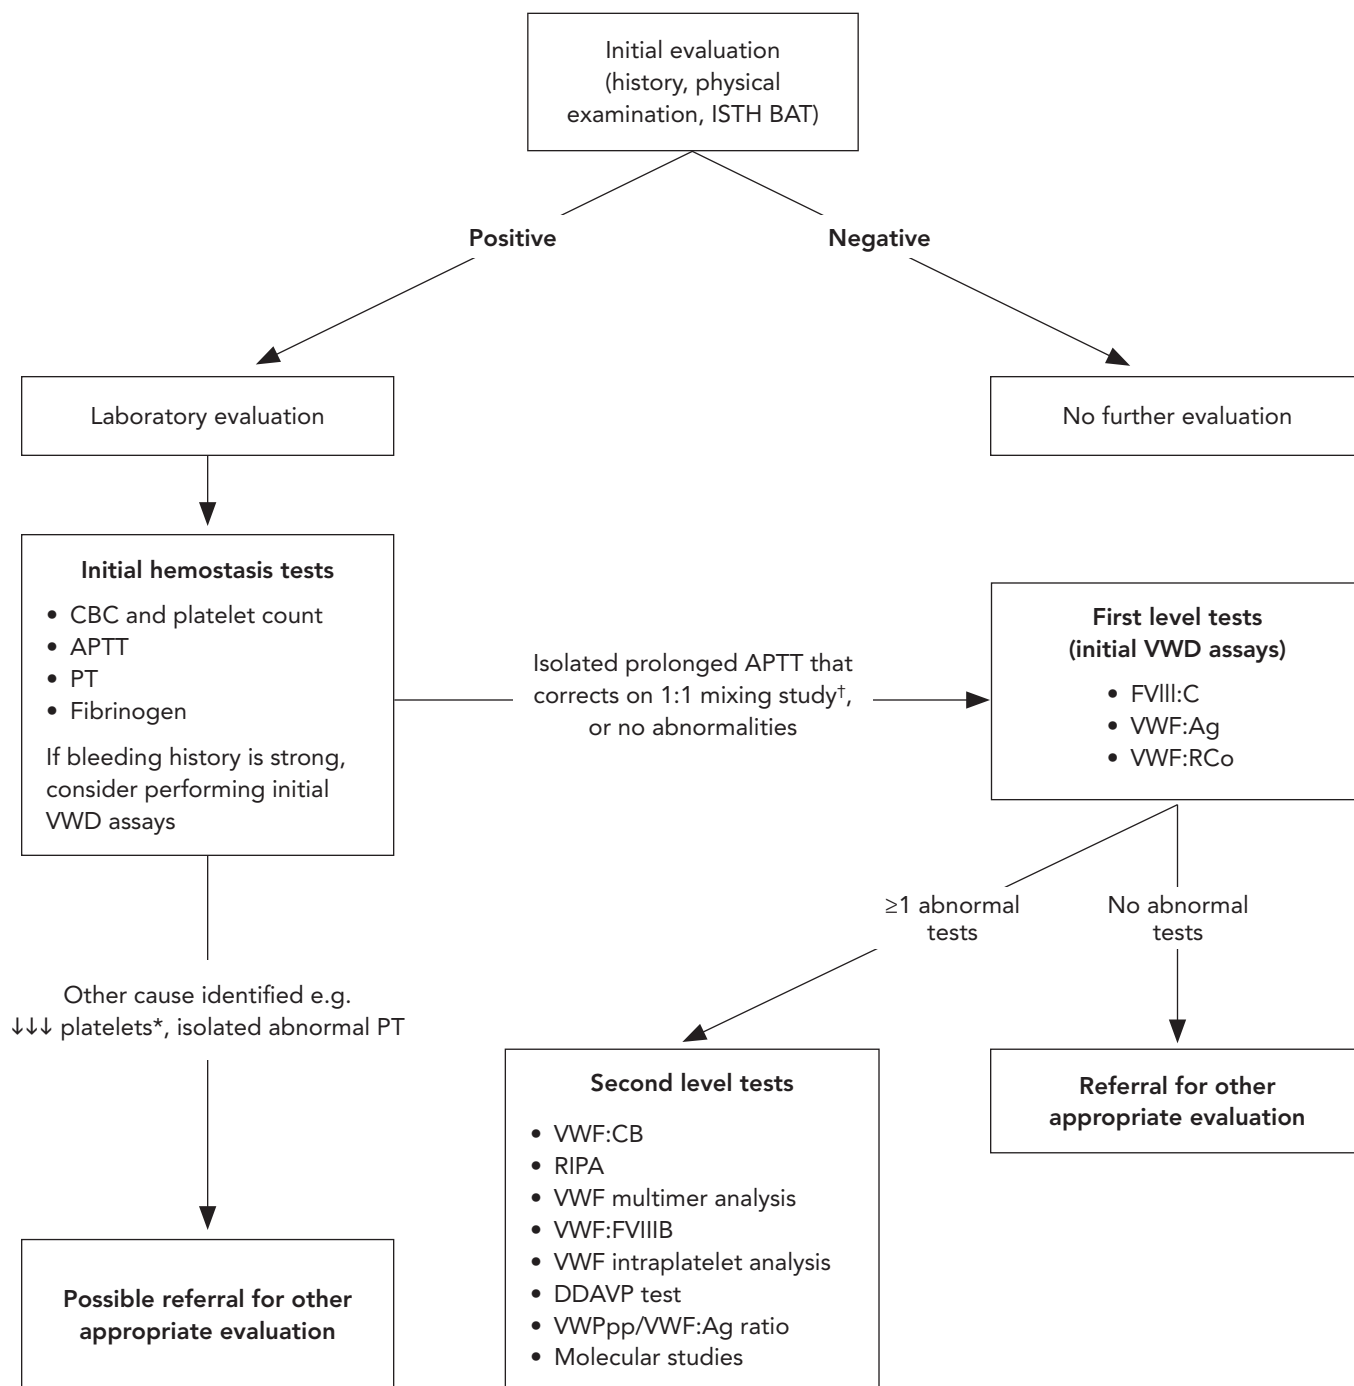 Initial evaluation
(history, physical
examination, ISTH BAT)
Positive
Negative
Laboratory evaluation
No further evaluation
Initial hemostasis tests
• CBC and platelet count
• APTT
• PT
• Fibrinogen
If bleeding history is strong,
consider performing initial
VWD assays
Isolated prolonged APTT that
corrects on 1:1 mixing study†,
or no abnormalities
First level tests
(initial VWD assays)
• FVlll:C
• VWF:Ag
• VWF:RCo
≥1 abnormal
tests
No abnormal
tests
Other cause identified e.g.
↓↓↓ platelets*, isolated abnormal PT
Second level tests
• VWF:CB
• RIPA
• VWF multimer analysis
• VWF:FVIIIB
• VWF intraplatelet analysis
• DDAVP test
• VWPpp/VWF:Ag ratio
• Molecular studies
Referral for other
appropriate evaluation
Possible referral for other
appropriate evaluation